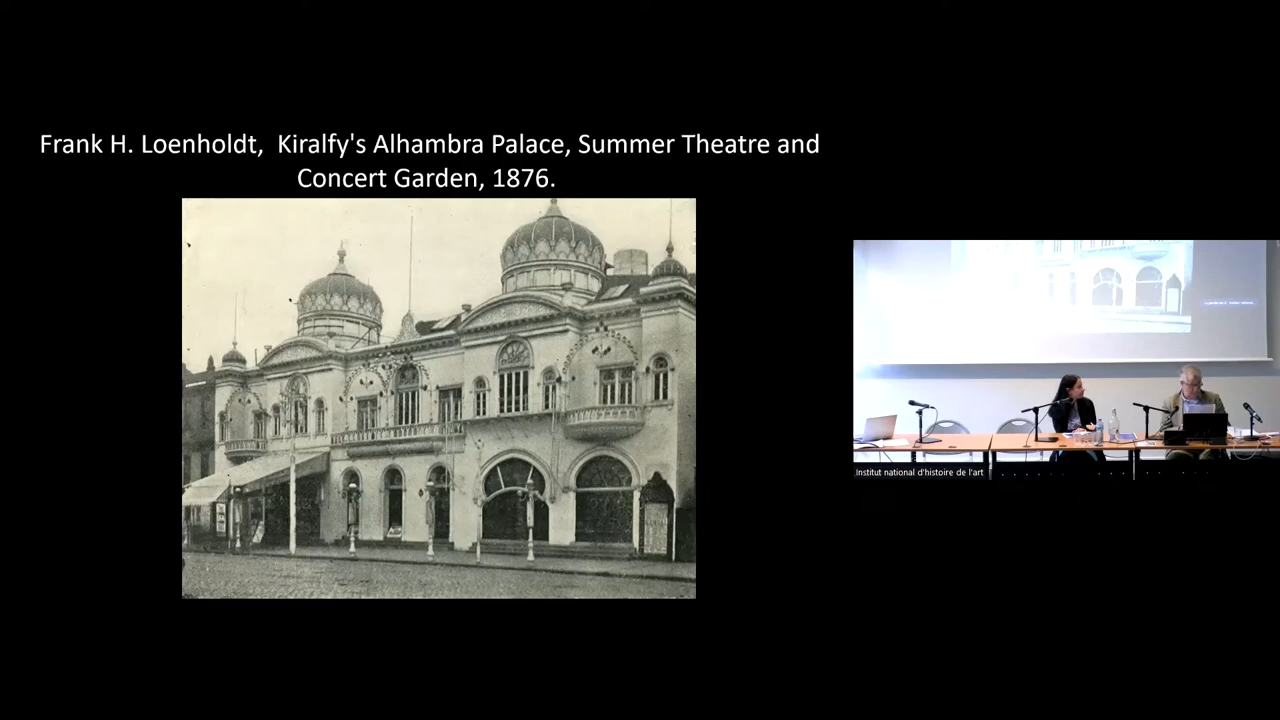 Frank H. Loenholdt,  Kiralfy's Alhambra Palace, Summer Theatre and
Concert Garden, 1876.
Institut national d'histoire de l'art